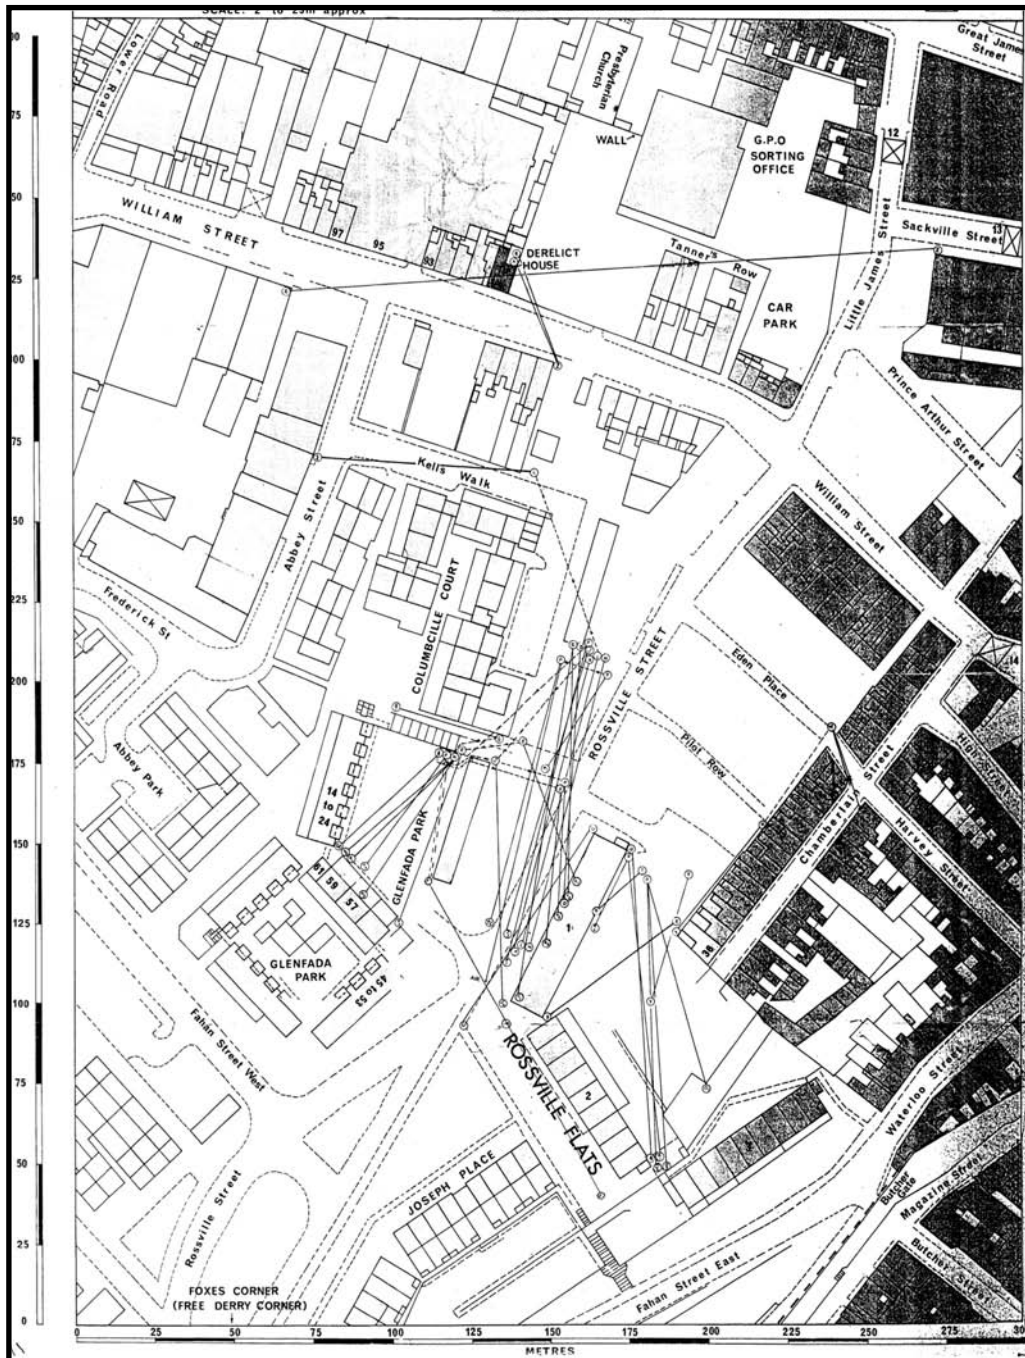 SCALE: 2" to 25m approx
Great James
Street
Lower Road
Presbyterian
Church
WALL
G.P.O
SORTING
OFFICE
12
Sackville Street
13
WILLIAM STREET
97
95
93
DERELICT
HOUSE
Tanner's Row
CAR
PARK
Little James Street
Prince Arthur Street
Kells Walk
William Street
Abbey Street
COLUMBCILLE COURT
Frederick St
ROSSVILLE STREET
Eden Place
14
High Street
Pilot Row
Abbey Park
14
to
24
GLENFADA PARK
Chamberlain Street
Harvey Street
61 59
57
1
38
GLENFADA
PARK
45 to 53
Fahan Street West
ROSSVILLE FLATS
2
Waterloo Street
JOSEPH PLACE
Butcher
Gate
Magazine Street
Butcher Street
Rossville Street
Fahan Street East
FOXES CORNER
(FREE DERRY CORNER)
00
75
50
25
00
75
50
25
200
175
150
125
100
75
50
25
0
0 25 50 75 100 125 150 175 200 225 250 275 300
METRES